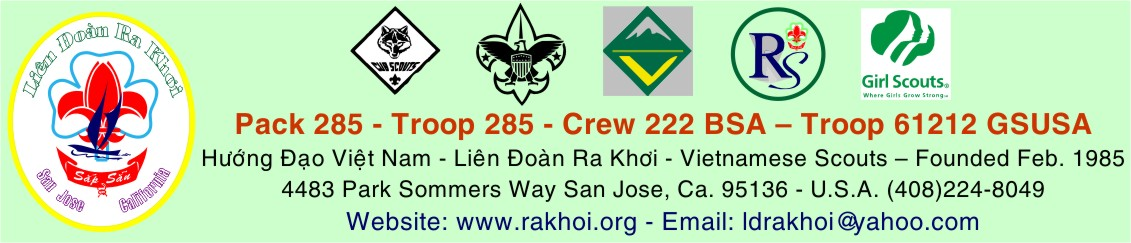 Liên Đoàn Ra Khơi
Sắp Sẵn
San Jose California
CUB SCOUTS
RS
Girl Scouts®
Where Girls Grow Strong℠
Pack 285 - Troop 285 - Crew 222 BSA – Troop 61212 GSUSA
Hướng Đạo Việt Nam - Liên Đoàn Ra Khơi - Vietnamese Scouts – Founded Feb. 1985
4483 Park Sommers Way San Jose, Ca. 95136 - U.S.A. (408)224-8049
Website: www.rakhoi.org - Email: ldrakhoi@yahoo.com